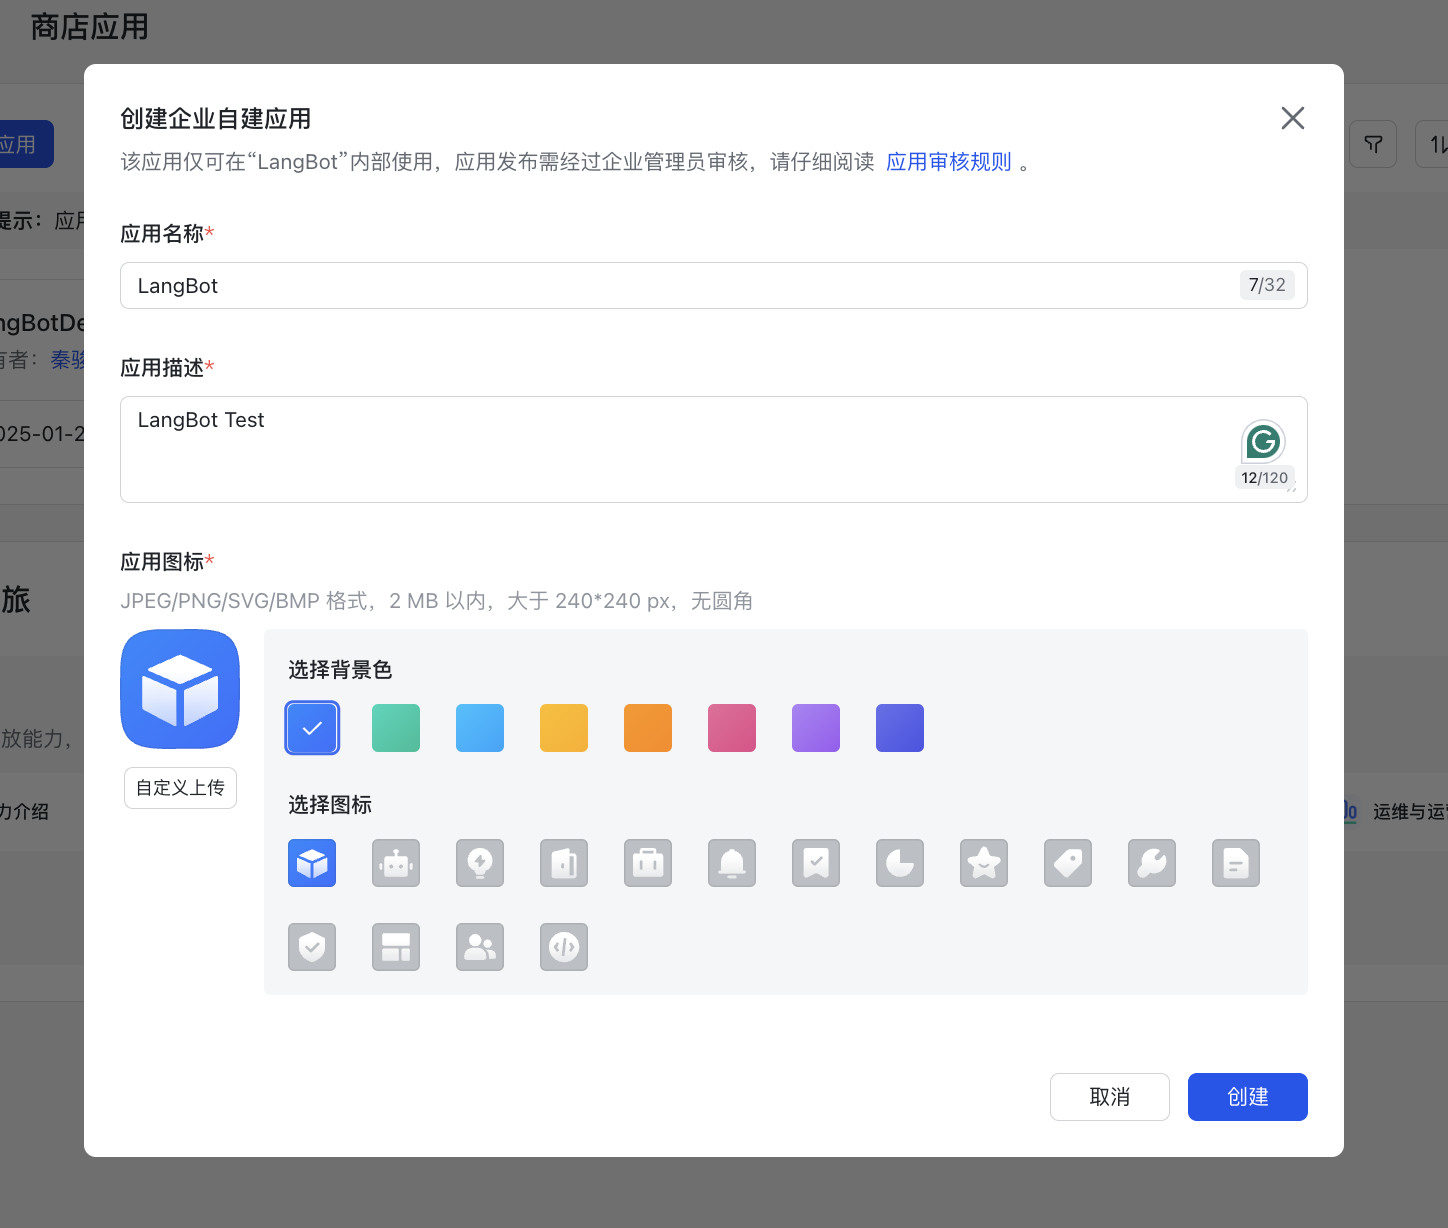 商店应用
创建企业自建应用
该应用仅可在“LangBot”内部使用，应用发布需经过企业管理员审核，请仔细阅读 应用审核规则 。
应用
提示：应用
应用名称*
LangBot
7/32
ngBotDe
有者：秦骏
应用描述*
LangBot Test
12/120
025-01-2
应用图标*
JPEG/PNG/SVG/BMP 格式，2 MB 以内，大于 240*240 px，无圆角
旅
选择背景色
放能力，
自定义上传
选择图标
力介绍
运维与运营
取消
创建